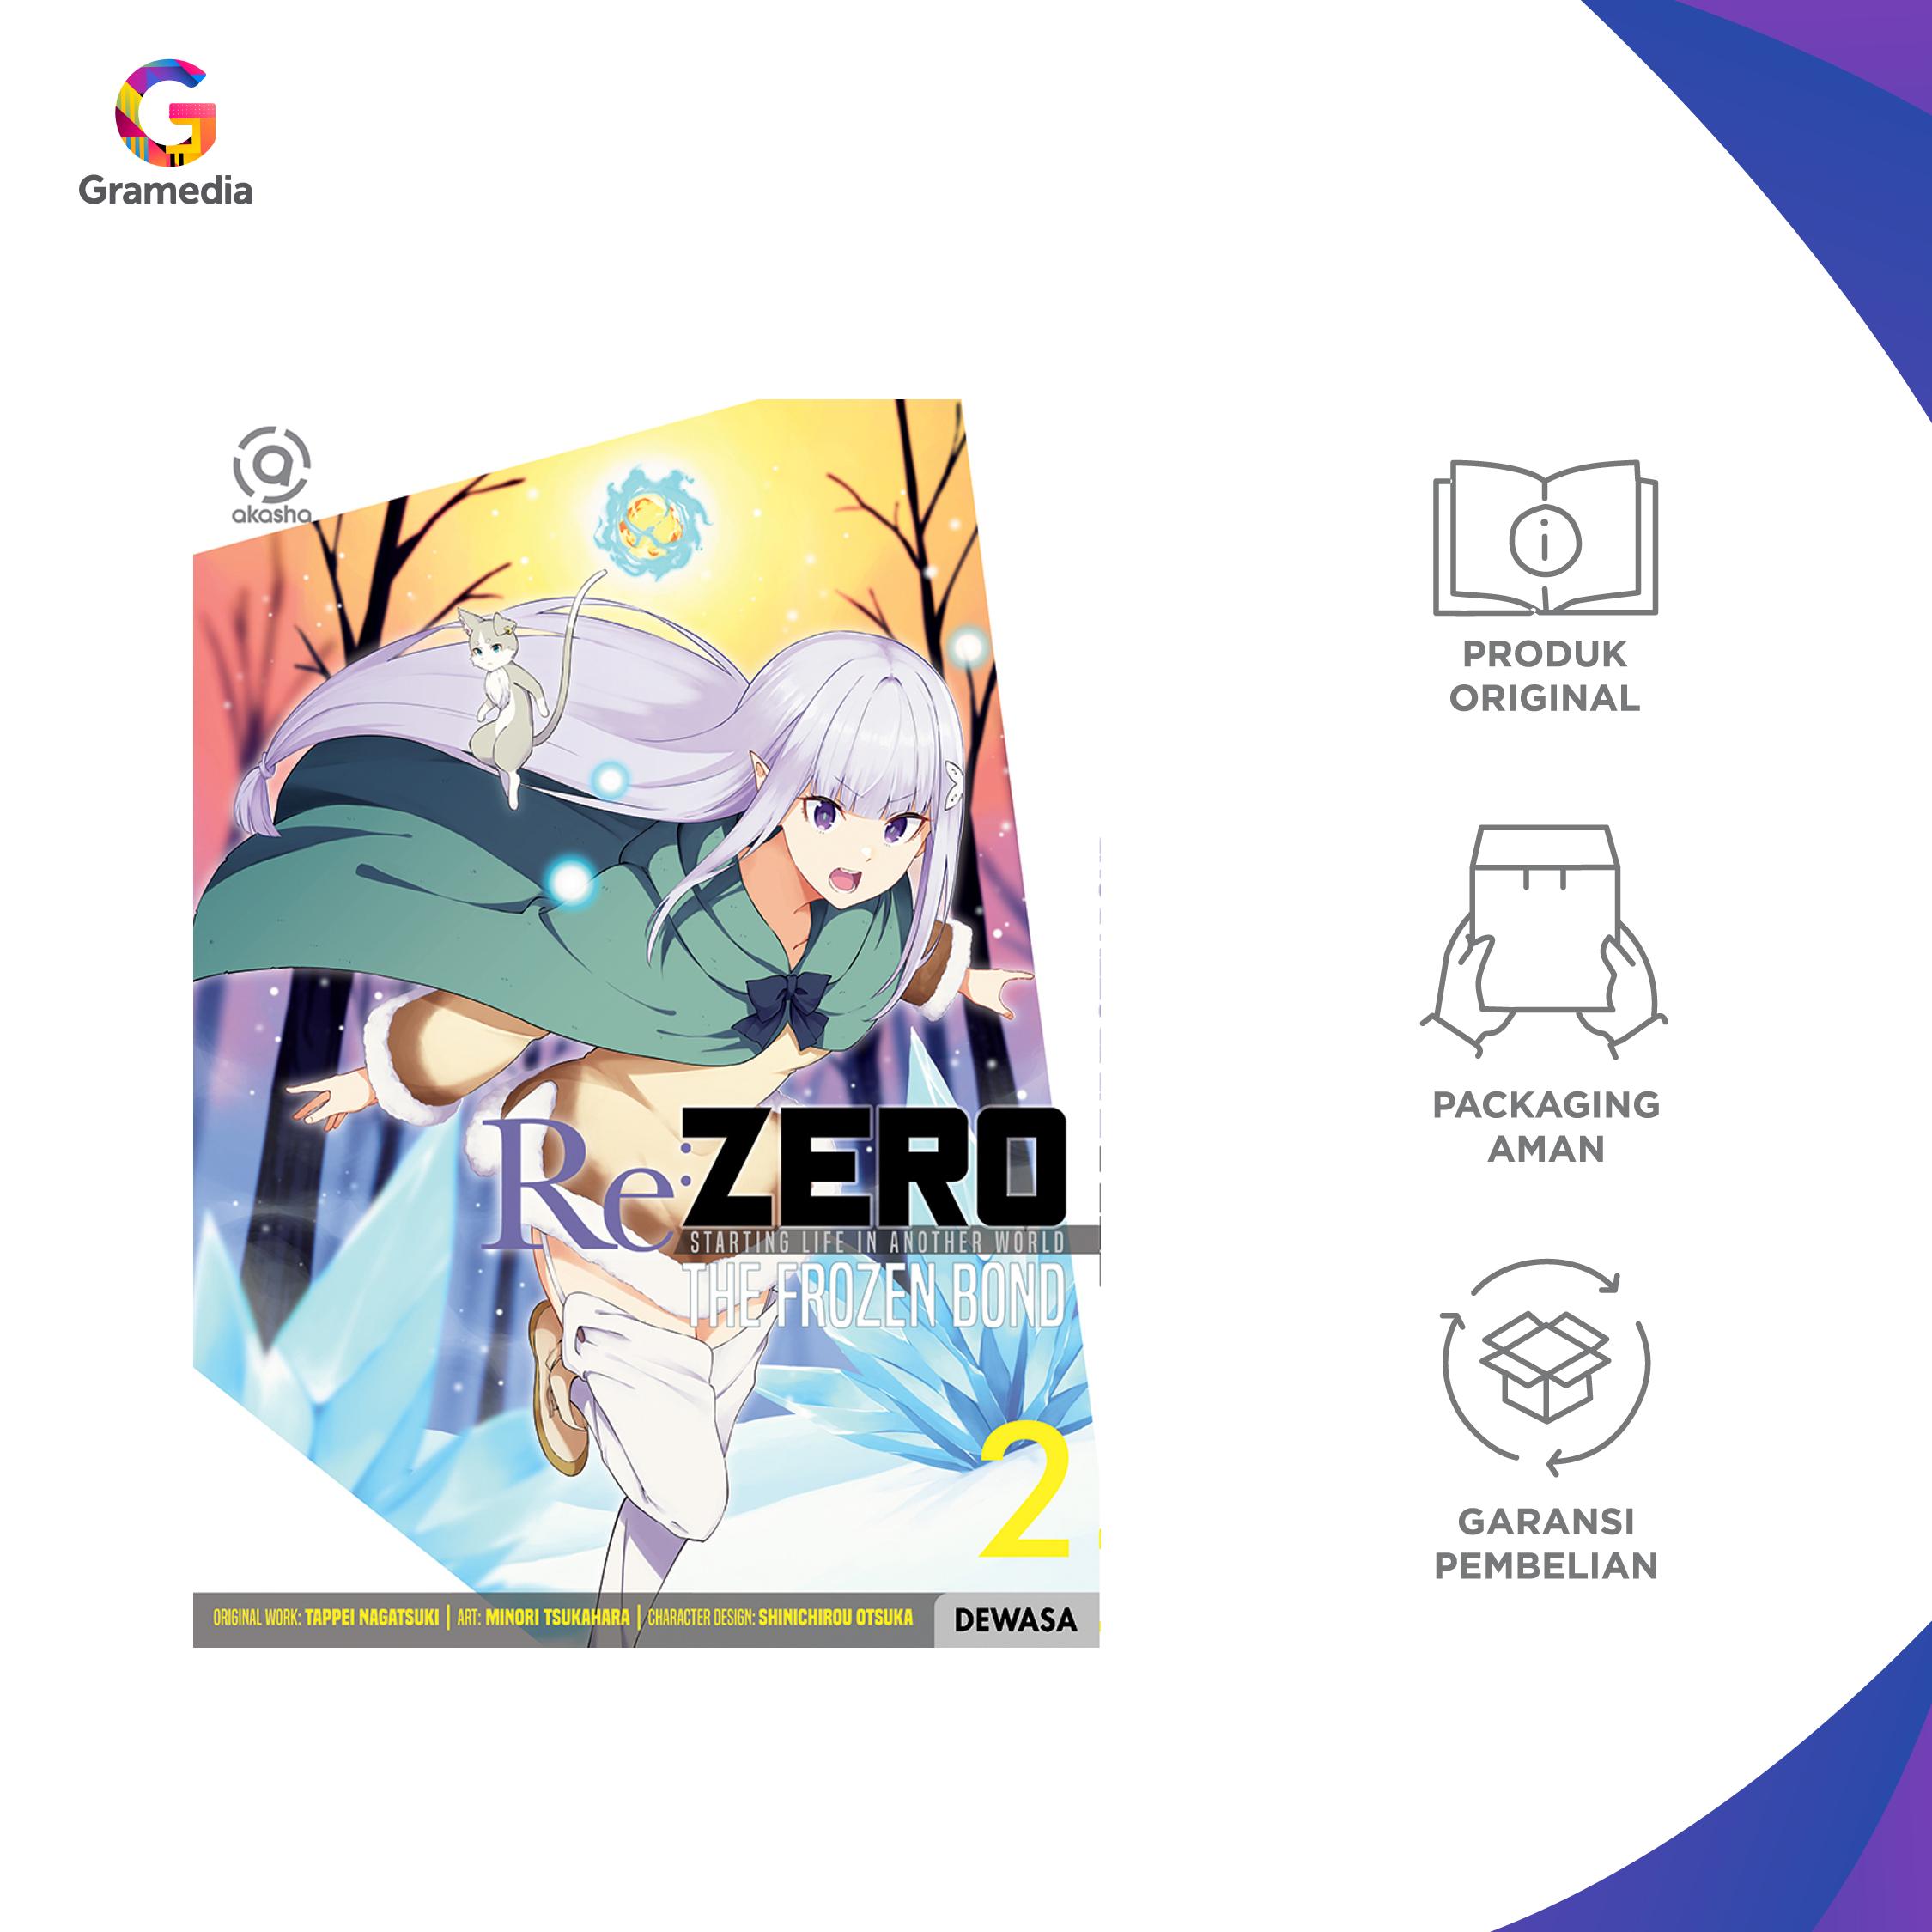 G
Gramedia
akasha
Re:ZERO
STARTING LIFE IN ANOTHER WORLD
THE FROZEN BOND
2
ORIGINAL WORK: TAPPEI NAGATSUKI | ART: MINORI TSUKAHARA | CHARACTER DESIGN: SHINICHIROU OTSUKA
DEWASA
i
PRODUK
ORIGINAL
PACKAGING
AMAN
GARANSI
PEMBELIAN